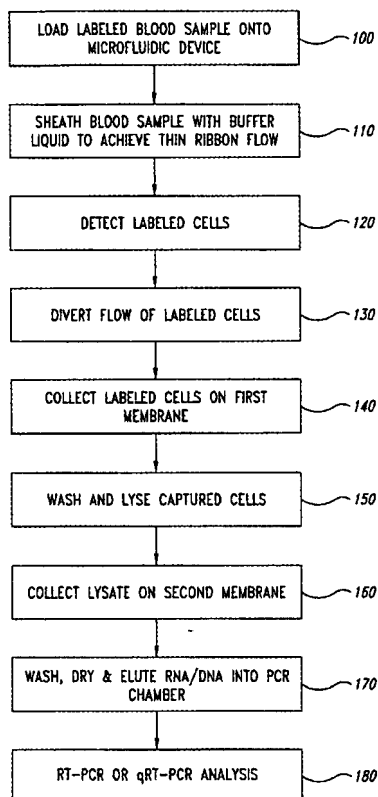 LOAD LABELED BLOOD SAMPLE ONTO
MICROFLUIDIC DEVICE
100
SHEATH BLOOD SAMPLE WITH BUFFER
LIQUID TO ACHIEVE THIN RIBBON FLOW
110
DETECT LABELED CELLS
120
DIVERT FLOW OF LABELED CELLS
130
COLLECT LABELED CELLS ON FIRST
MEMBRANE
140
WASH AND LYSE CAPTURED CELLS
150
COLLECT LYSATE ON SECOND MEMBRANE
160
WASH, DRY & ELUTE RNA/DNA INTO PCR
CHAMBER
170
RT-PCR OR qRT-PCR ANALYSIS
180